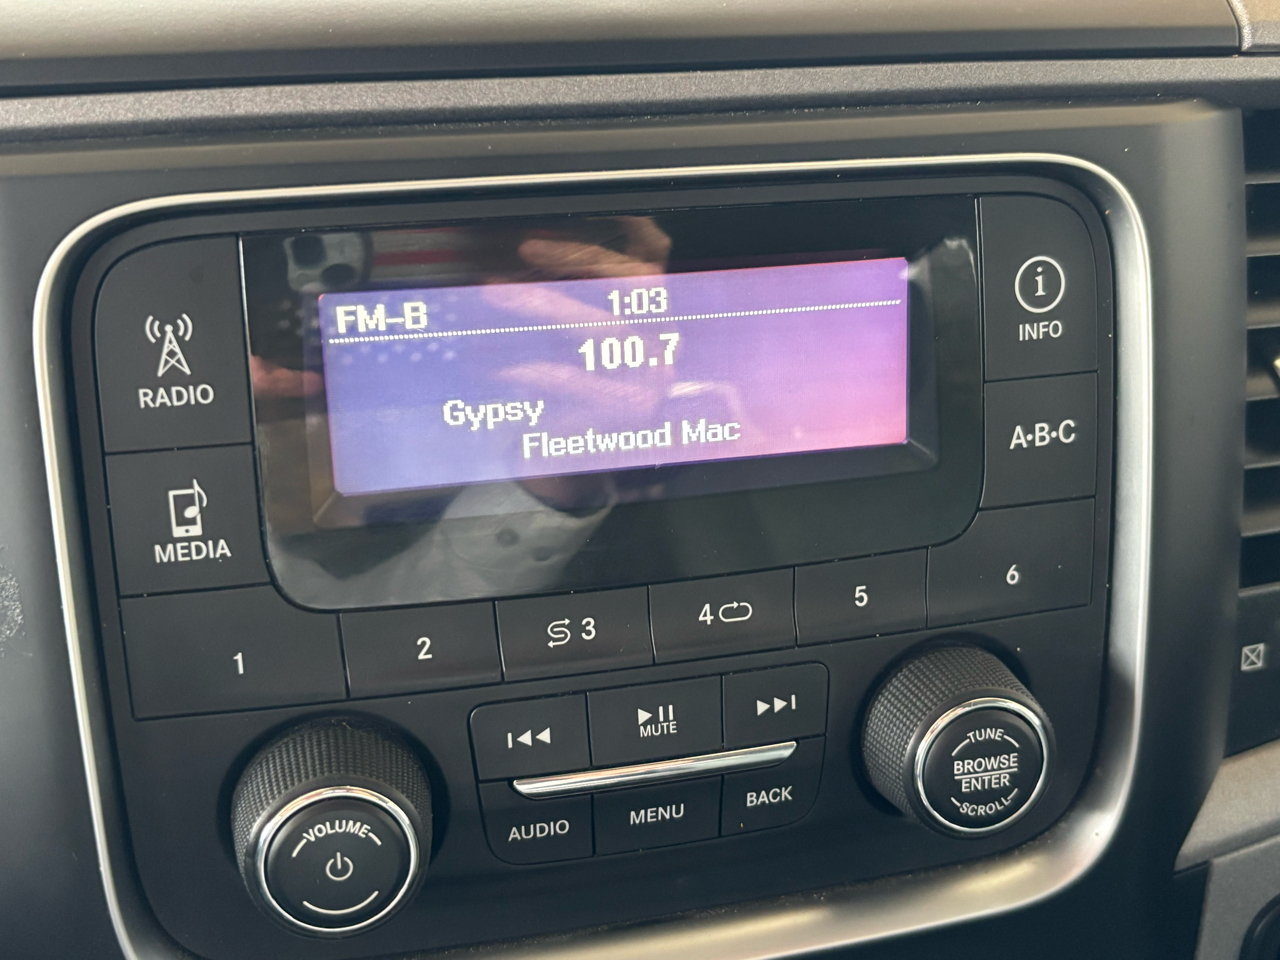 FM-B
1:03
100.7
Gypsy
Fleetwood Mac
RADIO
MEDIA
i
INFO
A•B•C
1
2
3
4
5
6
MUTE
AUDIO
MENU
BACK
VOLUME
TUNE
BROWSE
ENTER
SCROLL